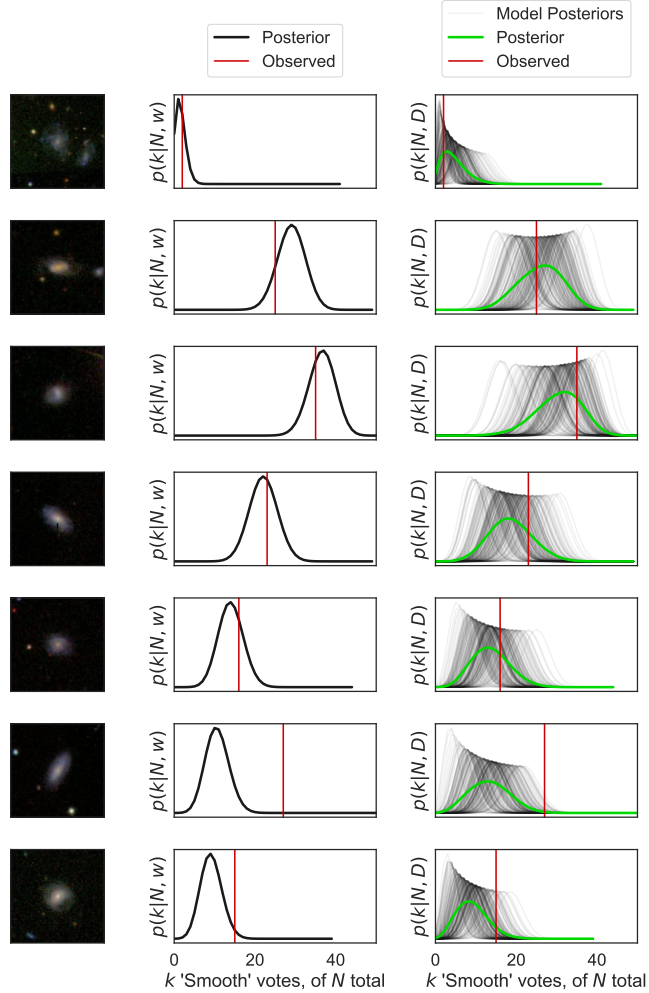 Posterior
Observed
Model Posteriors
Posterior
Observed
p(k|N, w)
p(k|N, D)
p(k|N, w)
p(k|N, D)
p(k|N, w)
p(k|N, D)
p(k|N, w)
p(k|N, D)
p(k|N, w)
p(k|N, D)
p(k|N, w)
p(k|N, D)
p(k|N, w)
p(k|N, D)
0 20 40
0 20 40
k 'Smooth' votes, of N total
k 'Smooth' votes, of N total